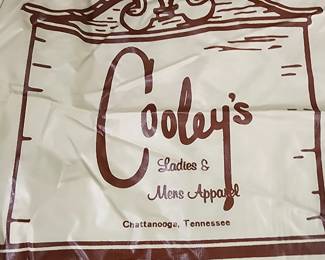 Cooley's
Ladies &
Mens Apparel
Chattanooga, Tennessee